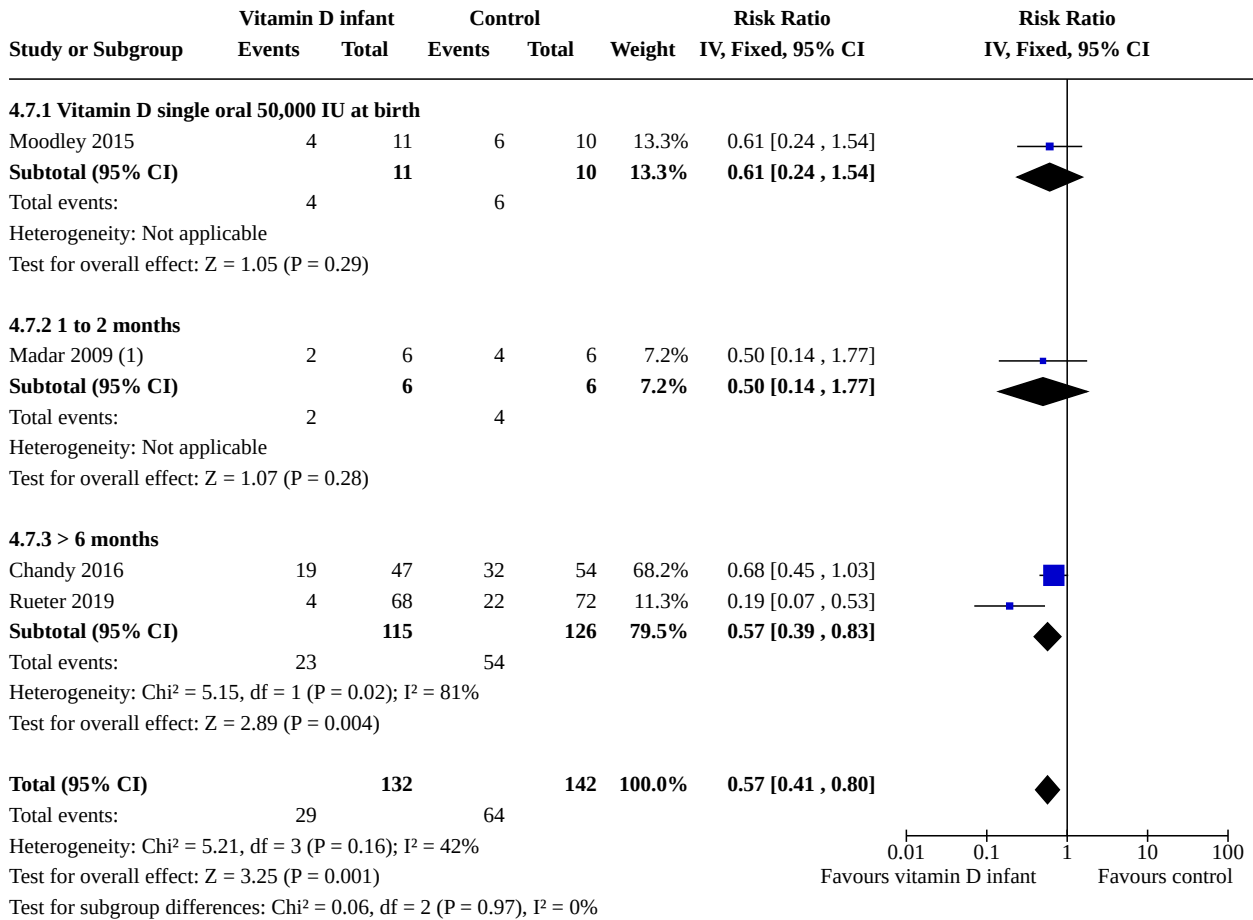 Vitamin D infant Control Risk Ratio Risk Ratio
Study or Subgroup Events Total Events Total Weight IV, Fixed, 95% CI IV, Fixed, 95% CI
4.7.1 Vitamin D single oral 50,000 IU at birth
Moodley 2015 4 11 6 10 13.3% 0.61 [0.24 , 1.54]
Subtotal (95% CI) 11 10 13.3% 0.61 [0.24 , 1.54]
Total events: 4 6
Heterogeneity: Not applicable
Test for overall effect: Z = 1.05 (P = 0.29)
4.7.2 1 to 2 months
Madar 2009 (1) 2 6 4 6 7.2% 0.50 [0.14 , 1.77]
Subtotal (95% CI) 6 6 7.2% 0.50 [0.14 , 1.77]
Total events: 2 4
Heterogeneity: Not applicable
Test for overall effect: Z = 1.07 (P = 0.28)
4.7.3 > 6 months
Chandy 2016 19 47 32 54 68.2% 0.68 [0.45 , 1.03]
Rueter 2019 4 68 22 72 11.3% 0.19 [0.07 , 0.53]
Subtotal (95% CI) 115 126 79.5% 0.57 [0.39 , 0.83]
Total events: 23 54
Heterogeneity: Chi² = 5.15, df = 1 (P = 0.02); I² = 81%
Test for overall effect: Z = 2.89 (P = 0.004)
Total (95% CI) 132 142 100.0% 0.57 [0.41 , 0.80]
Total events: 29 64
Heterogeneity: Chi² = 5.21, df = 3 (P = 0.16); I² = 42%
0.01 0.1 1 10 100
Test for overall effect: Z = 3.25 (P = 0.001) Favours vitamin D infant Favours control
Test for subgroup differences: Chi² = 0.06, df = 2 (P = 0.97), I² = 0%